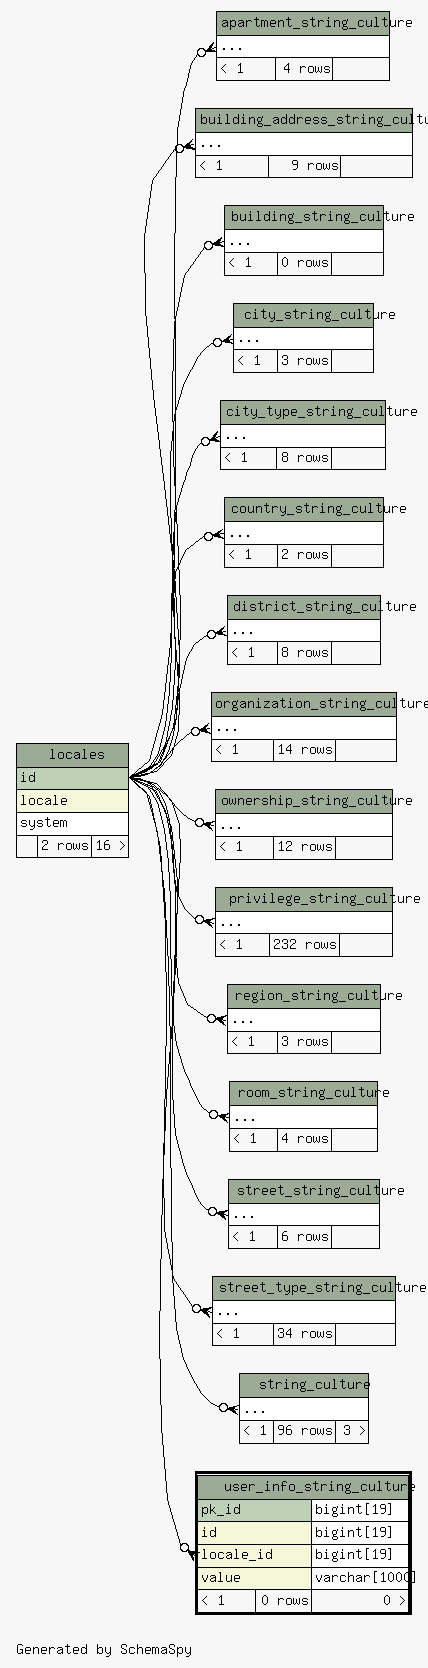 apartment_string_culture
...
< 1 4 rows
building_address_string_cultu
...
< 1 9 rows
building_string_culture
...
< 1 0 rows
city_string_culture
...
< 1 3 rows
city_type_string_culture
...
< 1 8 rows
country_string_culture
...
< 1 2 rows
district_string_culture
...
< 1 8 rows
organization_string_culture
...
< 1 14 rows
locales
id
locale
system
2 rows 16 >
ownership_string_culture
...
< 1 12 rows
privilege_string_culture
...
< 1 232 rows
region_string_culture
...
< 1 3 rows
room_string_culture
...
< 1 4 rows
street_string_culture
...
< 1 6 rows
street_type_string_culture
...
< 1 34 rows
string_culture
...
< 1 96 rows 3 >
user_info_string_culture
pk_id bigint[19]
id bigint[19]
locale_id bigint[19]
value varchar[1000]
< 1 0 rows 0 >
Generated by SchemaSpy